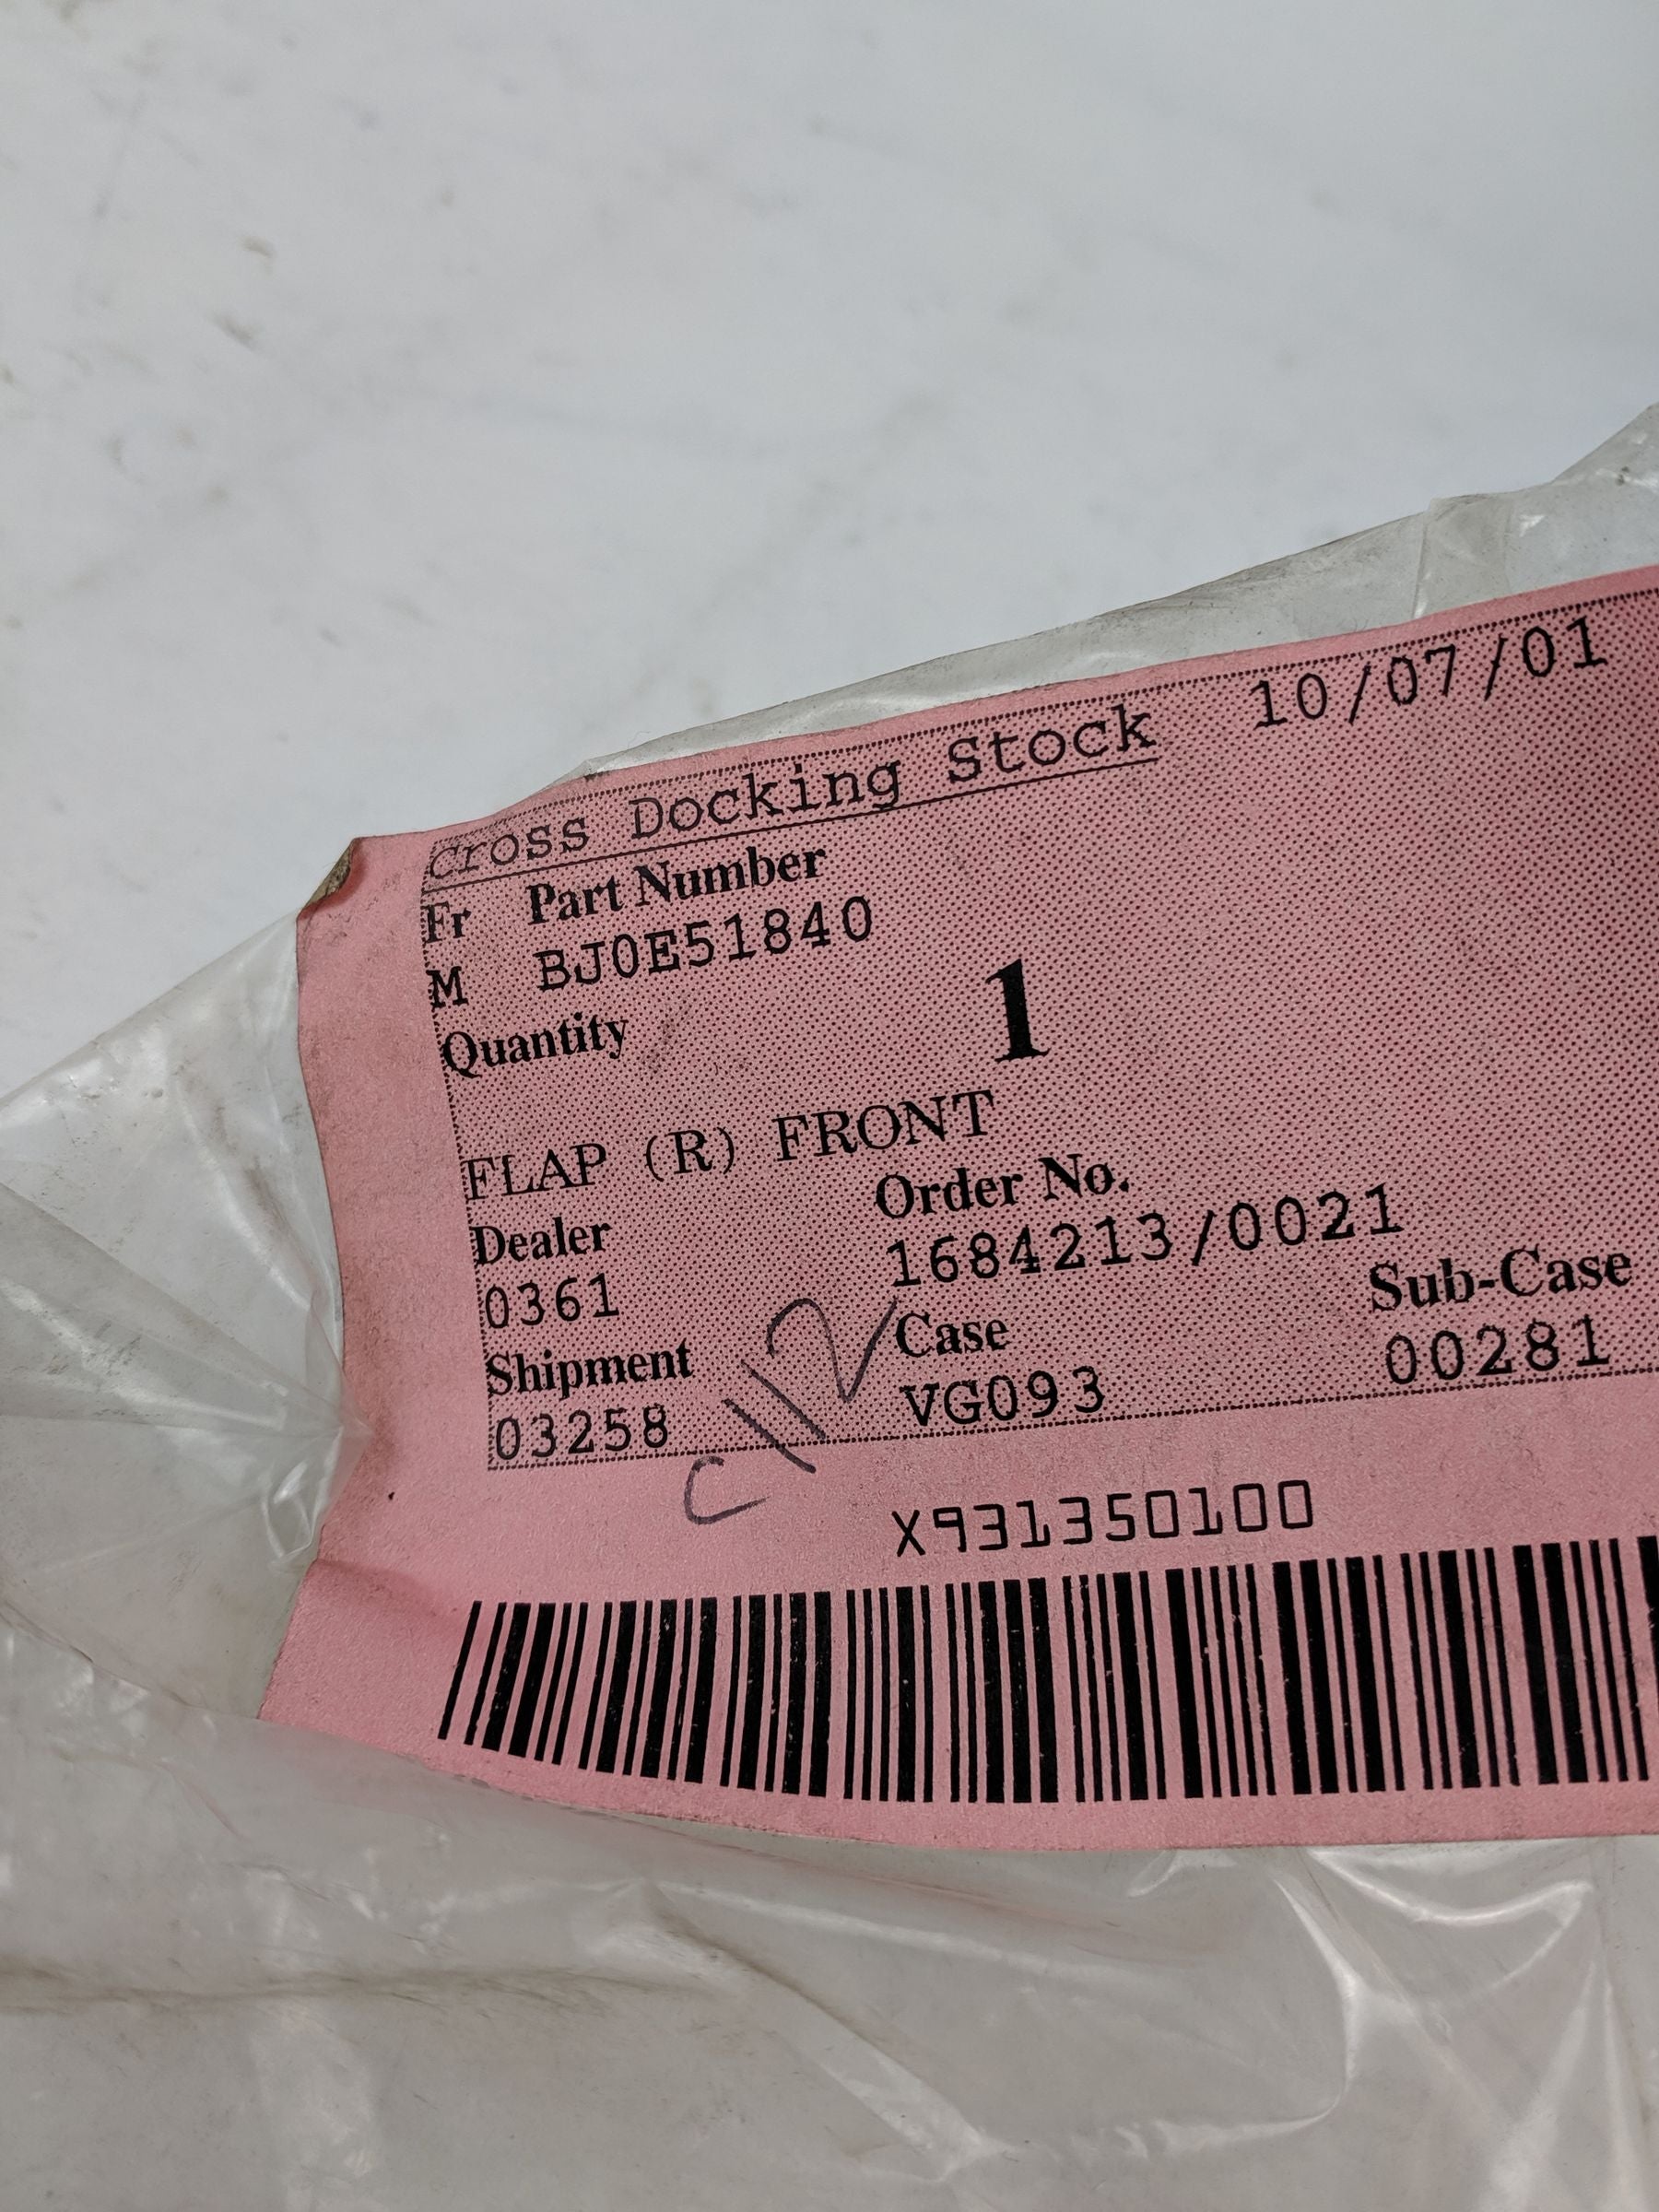 Cross Docking Stock 10/07/01
Fr Part Number
M BJ0E51840
Quantity 1
FLAP (R) FRONT
Dealer Order No.
0361 1684213/0021
Shipment Case Sub-Case
03258 VG093 00281
C112
X931350100